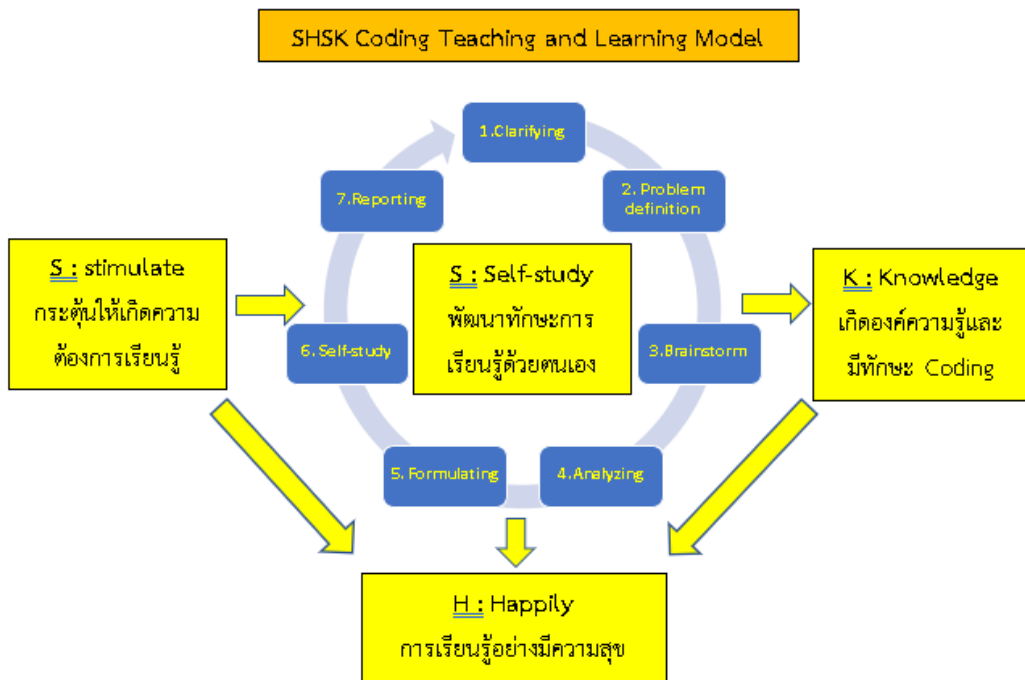 SHSK Coding Teaching and Learning Model
1.Clarifying
2. Problem
definition
3.Brainstorm
4.Analyzing
5. Formulating
6. Self-study
7.Reporting
S : stimulate
กระตุ้นให้เกิดความ
ต้องการเรียนรู้
S : Self-study
พัฒนาทักษะการ
เรียนรู้ด้วยตนเอง
K : Knowledge
เกิดองค์ความรู้และ
มีทักษะ Coding
H : Happily
การเรียนรู้อย่างมีความสุข